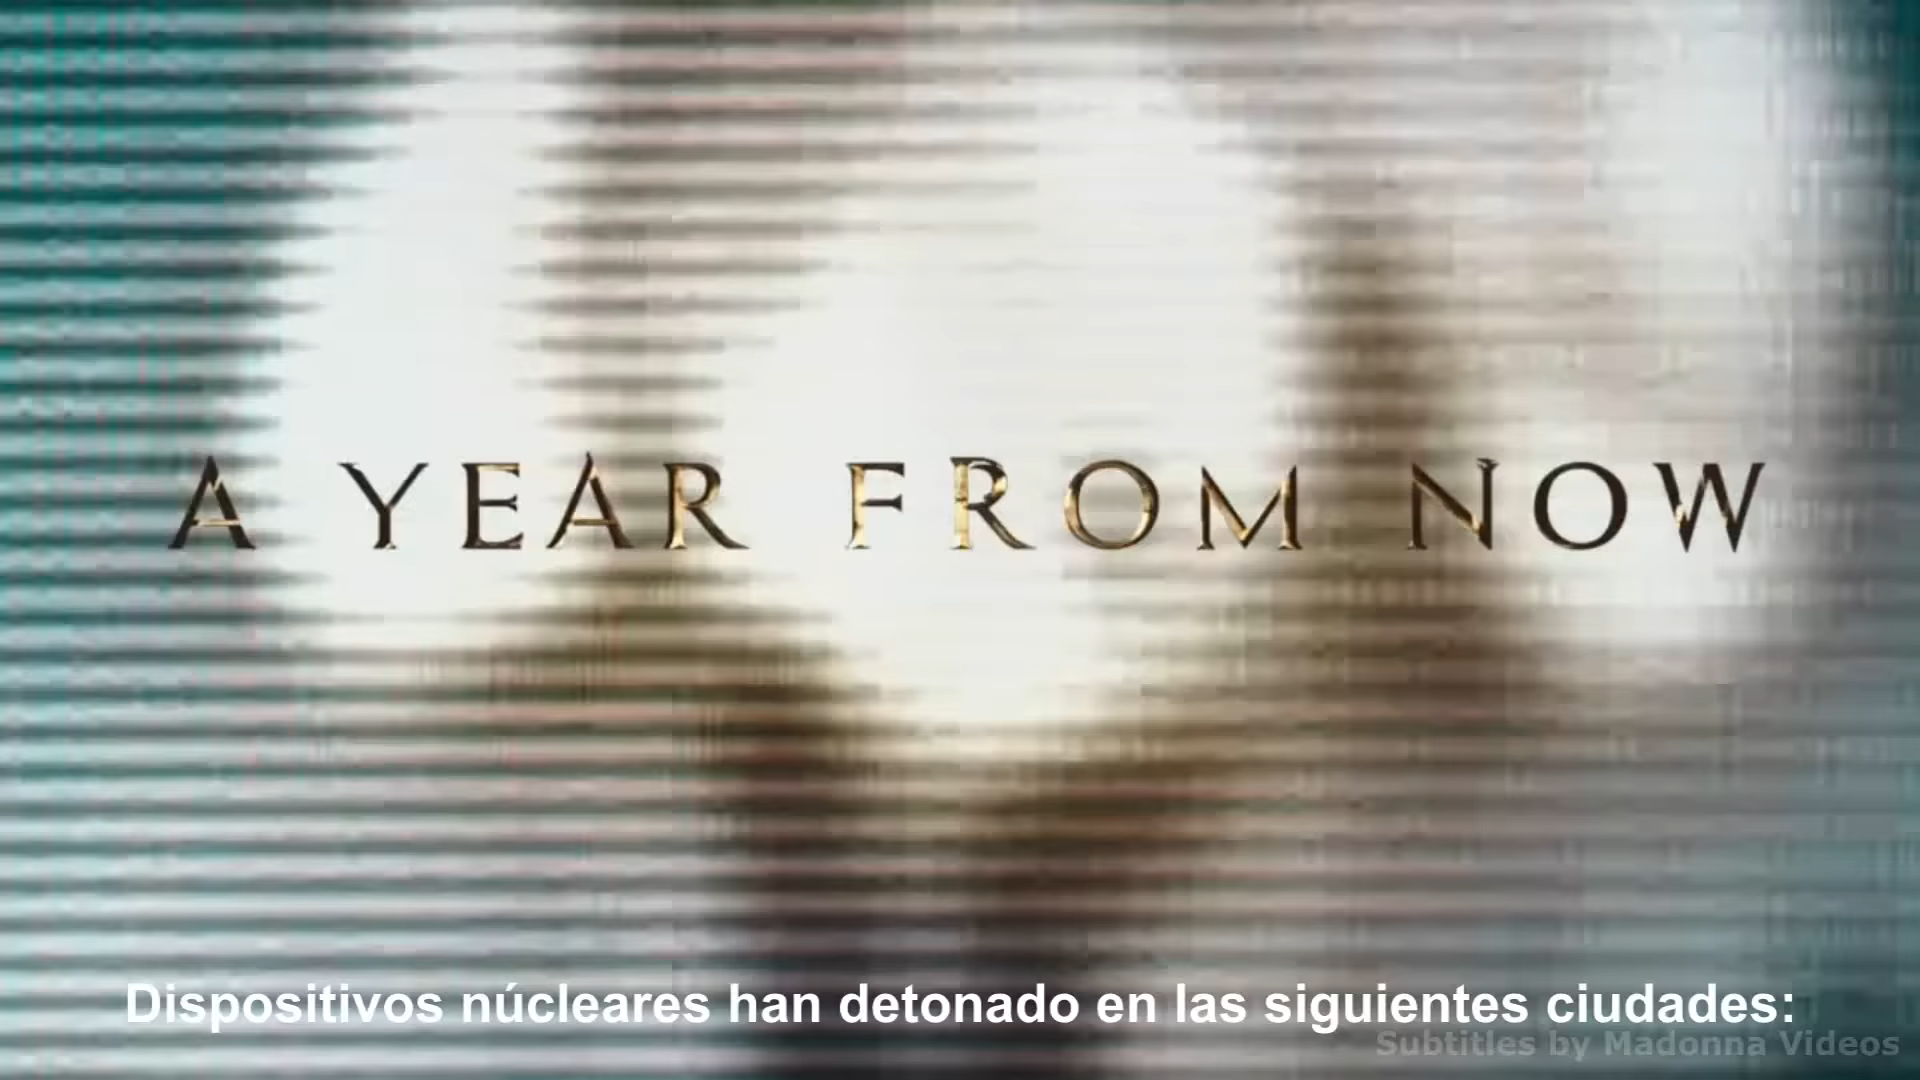 A YEAR FROM NOW
Dispositivos núcleares han detonado en las siguientes ciudades:
Subtitles by Madonna Videos